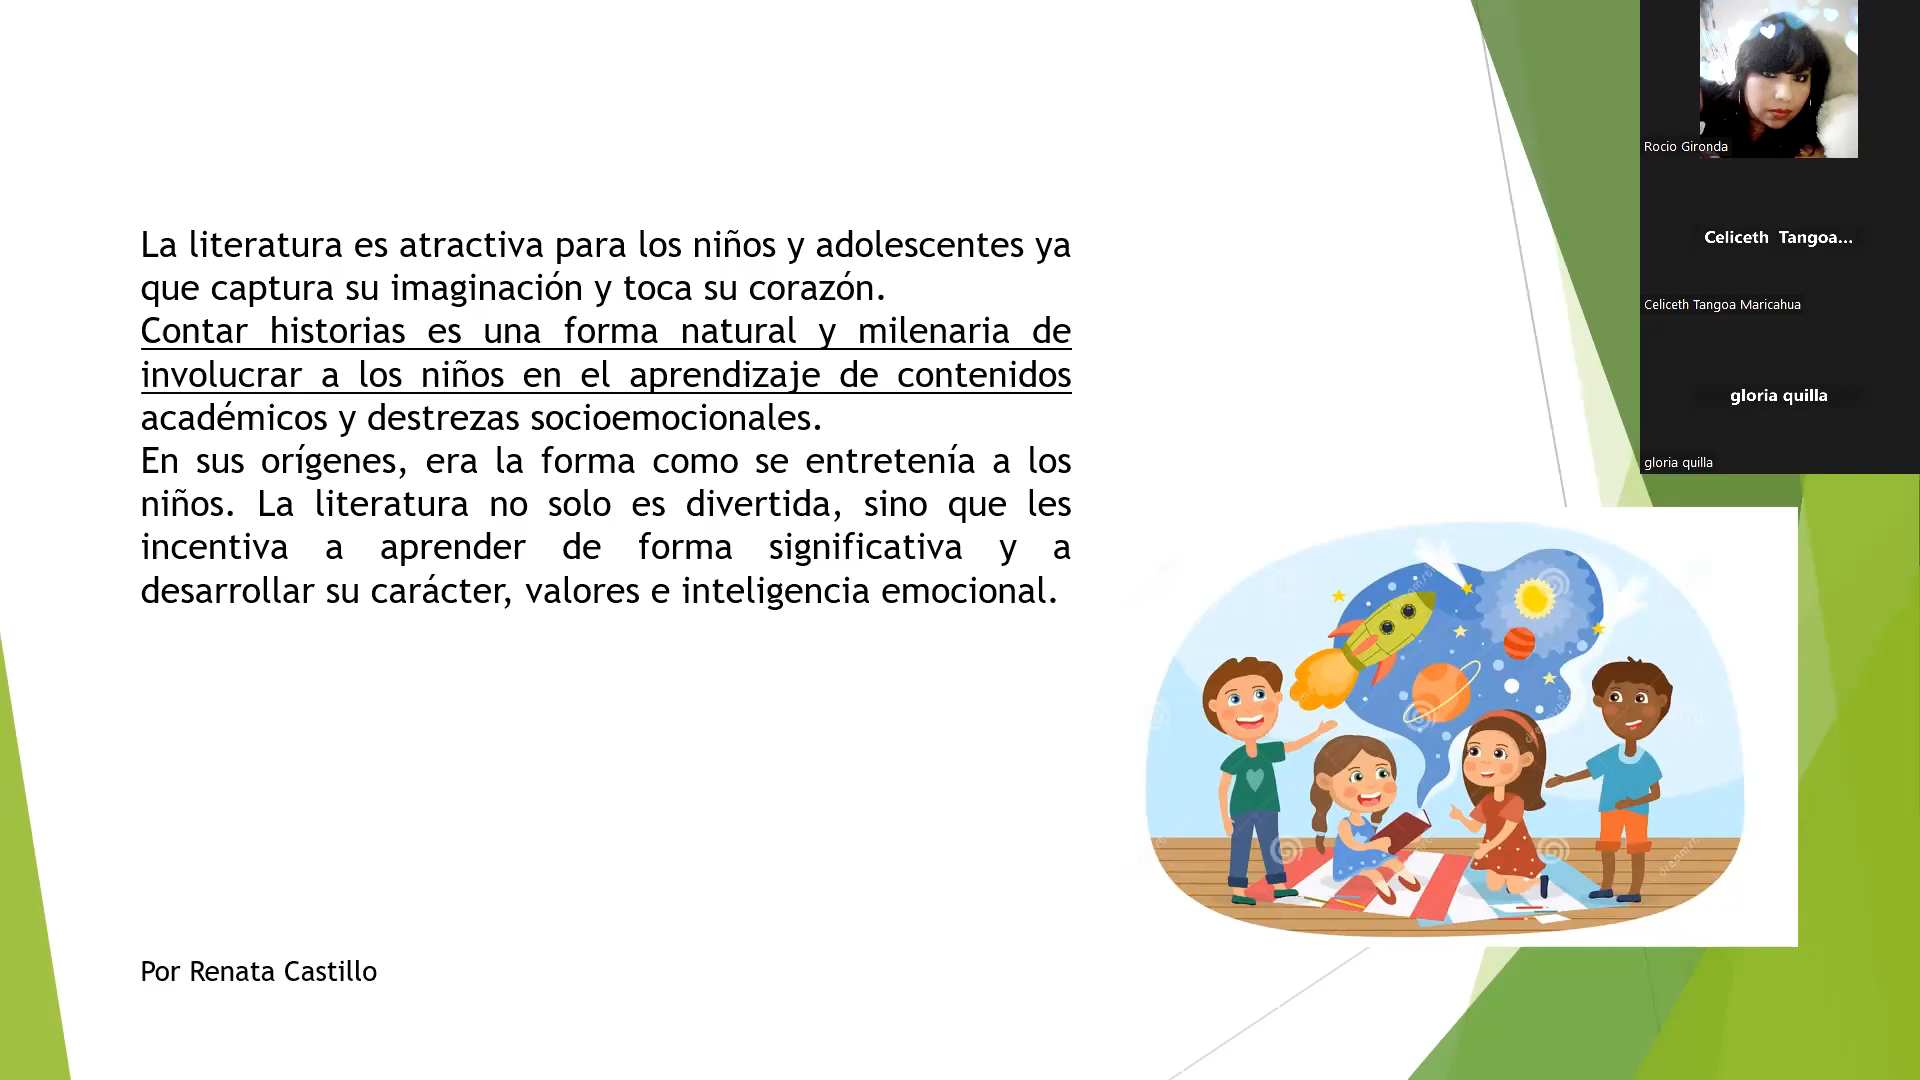 La literatura es atractiva para los niños y adolescentes ya
que captura su imaginación y toca su corazón.
Contar historias es una forma natural y milenaria de
involucrar a los niños en el aprendizaje de contenidos
académicos y destrezas socioemocionales.
En sus orígenes, era la forma como se entretenía a los
niños. La literatura no solo es divertida, sino que les
incentiva a aprender de forma significativa y a
desarrollar su carácter, valores e inteligencia emocional.
Por Renata Castillo
Rocio Gironda
Celiceth Tangoa...
Celiceth Tangoa Maricahua
gloria quilla
gloria quilla